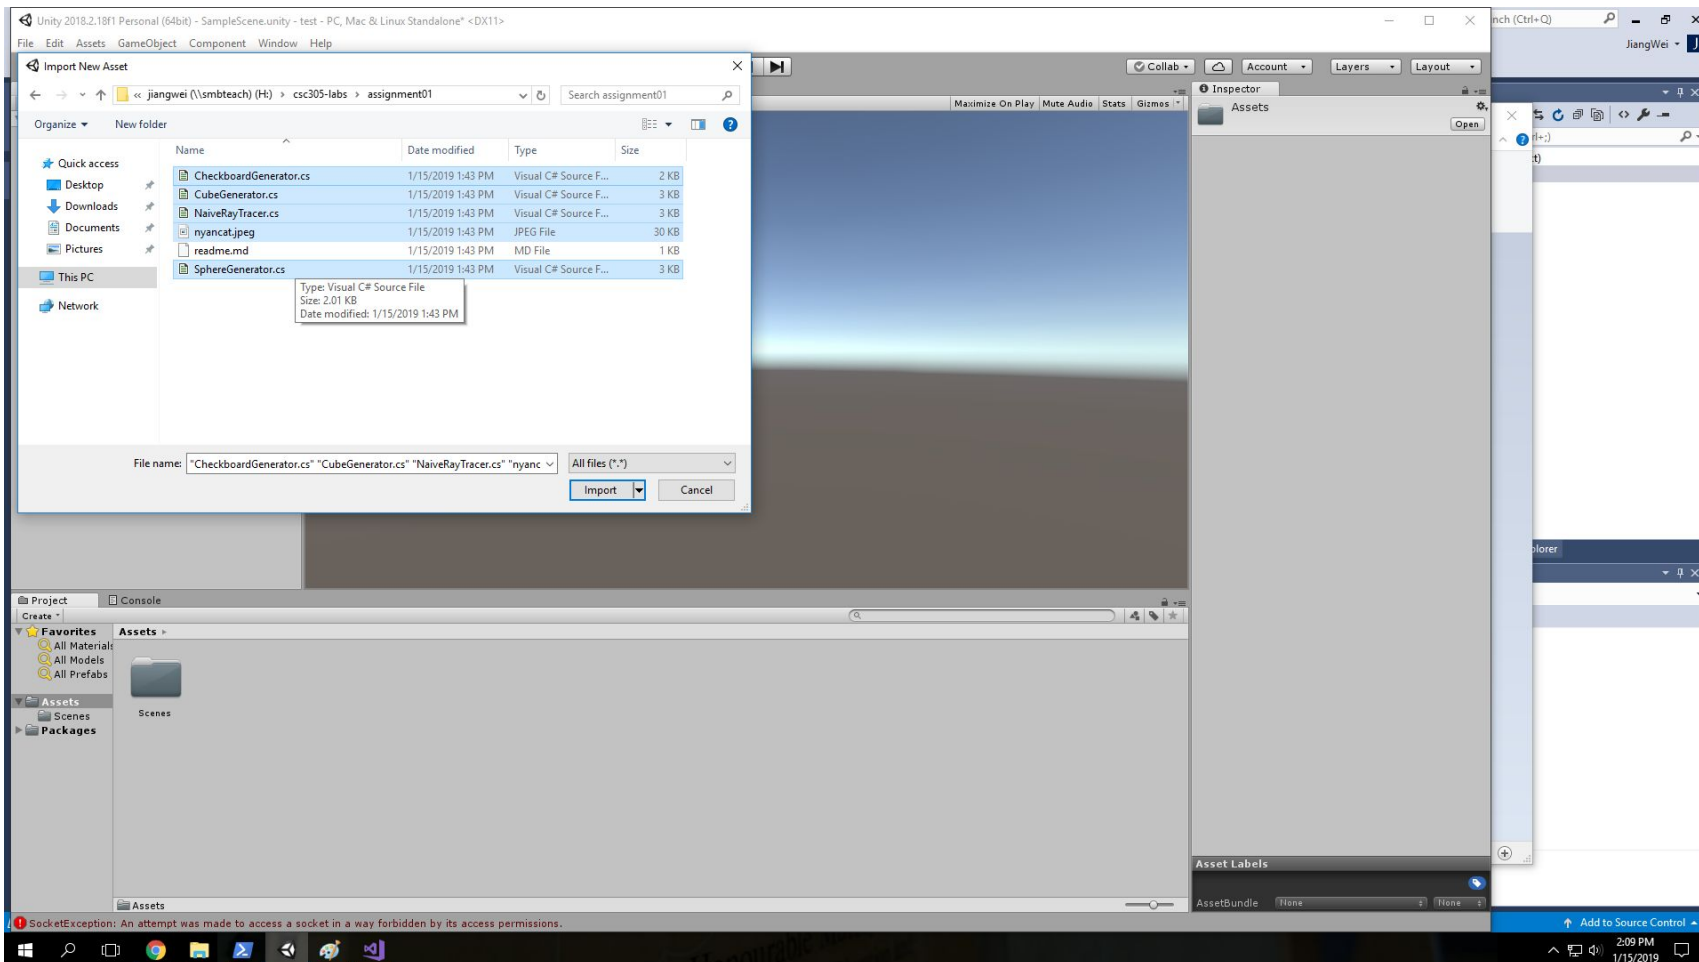 Unity 2018.2.18f1 Personal (64bit) - SampleScene.unity - test - PC, Mac & Linux Standalone* <DX11>
nch (Ctrl+Q)
File Edit Assets GameObject Component Window Help
JiangWei
Import New Asset
Collab
Account
Layers
Layout
« jiangwei (\\smbteach) (H:) > csc305-labs > assignment01
Search assignment01
Inspector
Maximize On Play Mute Audio Stats Gizmos
Assets
Open
Organize New folder
Name Date modified Type Size
Quick access
Desktop
Downloads
Documents
Pictures
This PC
Network
CheckboardGenerator.cs 1/15/2019 1:43 PM Visual C# Source F... 2 KB
CubeGenerator.cs 1/15/2019 1:43 PM Visual C# Source F... 3 KB
NaiveRayTracer.cs 1/15/2019 1:43 PM Visual C# Source F... 3 KB
nyancat.jpeg 1/15/2019 1:43 PM JPEG File 30 KB
readme.md 1/15/2019 1:43 PM MD File 1 KB
SphereGenerator.cs 1/15/2019 1:43 PM Visual C# Source F... 3 KB
Type: Visual C# Source File
Size: 2.01 KB
Date modified: 1/15/2019 1:43 PM
rl+;)
t)
File name: "CheckboardGenerator.cs" "CubeGenerator.cs" "NaiveRayTracer.cs" "nyanc
All files (*.*)
Import Cancel
plorer
Project Console
Create
Favorites
All Materials
All Models
All Prefabs
Assets
Scenes
Packages
Assets
Scenes
Assets
Asset Labels
AssetBundle None None
SocketException: An attempt was made to access a socket in a way forbidden by its access permissions.
Add to Source Control
2:09 PM
1/15/2019